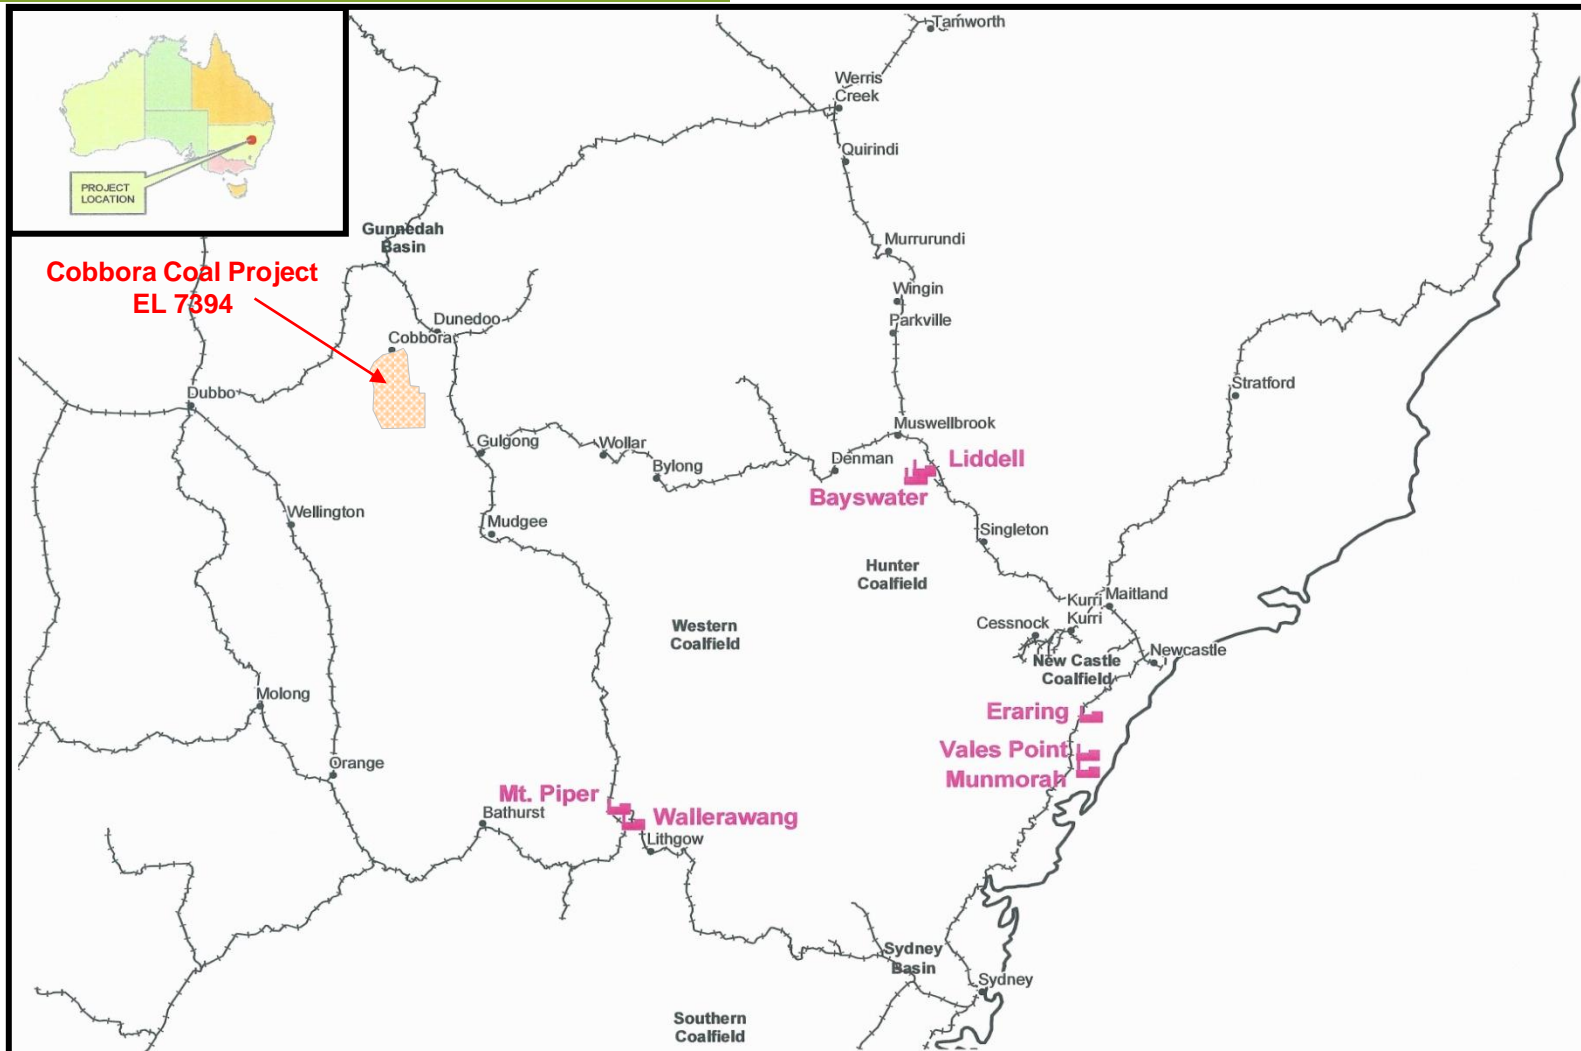 PROJECT
LOCATION
Tamworth
Werris
Creek
Quirindi
Gunnedah
Basin
Murrurundi
Cobbora Coal Project
EL 7394
Wingin
Parkville
Dunedoo
Cobbora
Stratford
Dubbo
Muswellbrook
Gulgong
Wollar
Bylong
Denman
Liddell
Bayswater
Wellington
Mudgee
Singleton
Hunter
Coalfield
Kurri
Kurri
Maitland
Cessnock
Western
Coalfield
Newcastle
New Castle
Coalfield
Molong
Eraring
Vales Point
Munmorah
Orange
Mt. Piper
Bathurst
Wallerawang
Lithgow
Sydney
Basin
Sydney
Southern
Coalfield